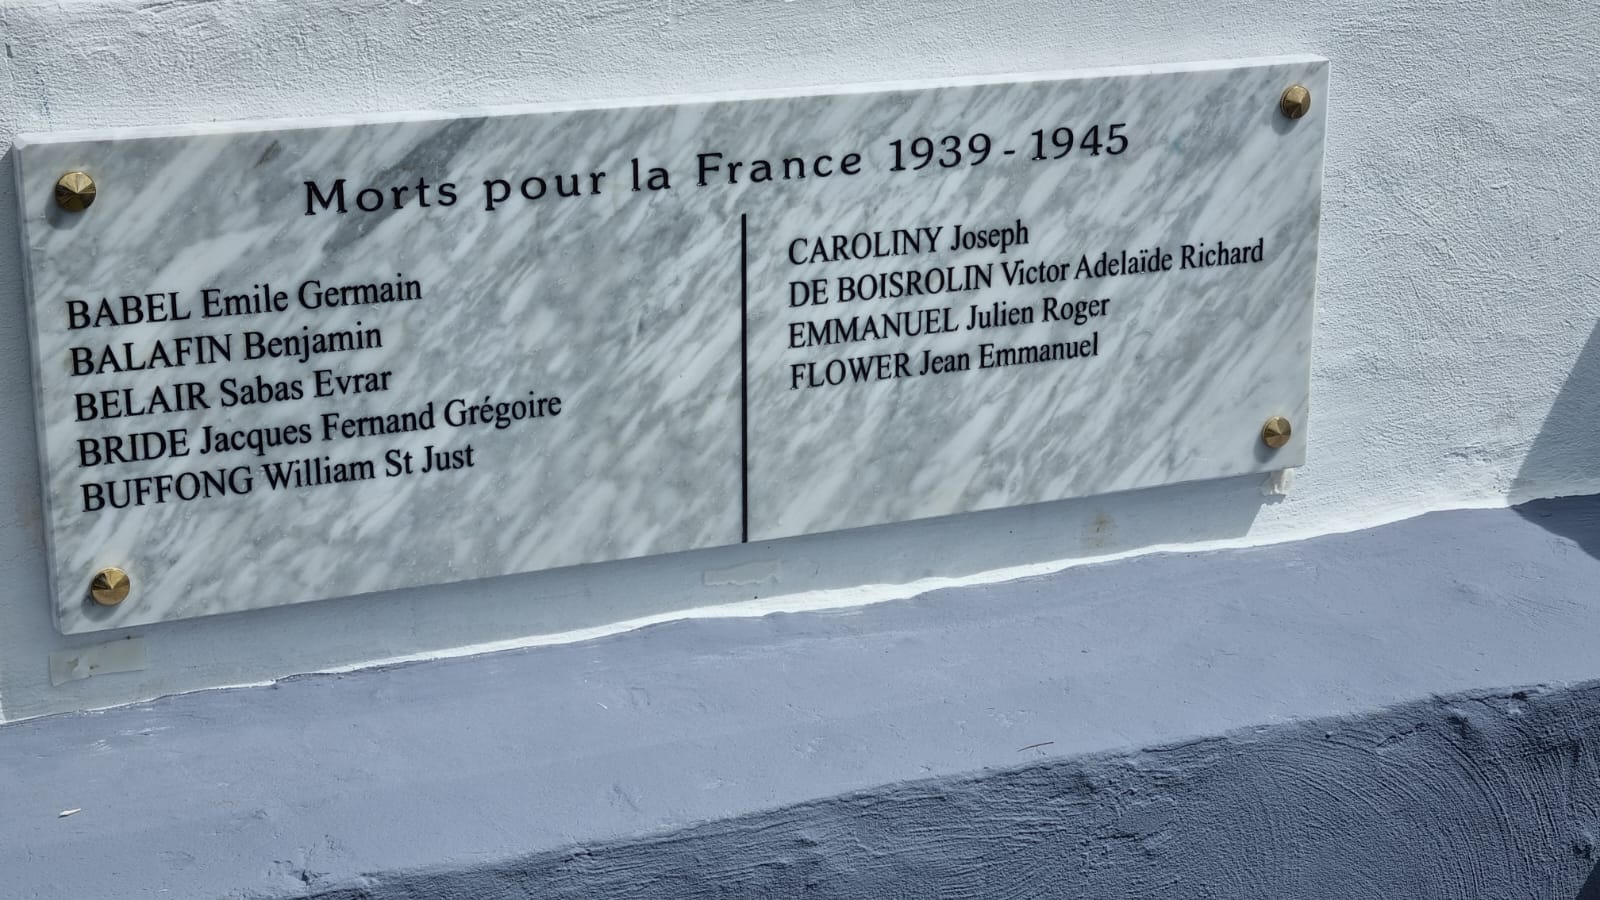 Morts pour la France 1939 - 1945
BABEL Emile Germain
BALAFIN Benjamin
BELAIR Sabas Evrar
BRIDE Jacques Fernand Grégoire
BUFFONG William St Just
CAROLINY Joseph
DE BOISROLIN Victor Adelaïde Richard
EMMANUEL Julien Roger
FLOWER Jean Emmanuel